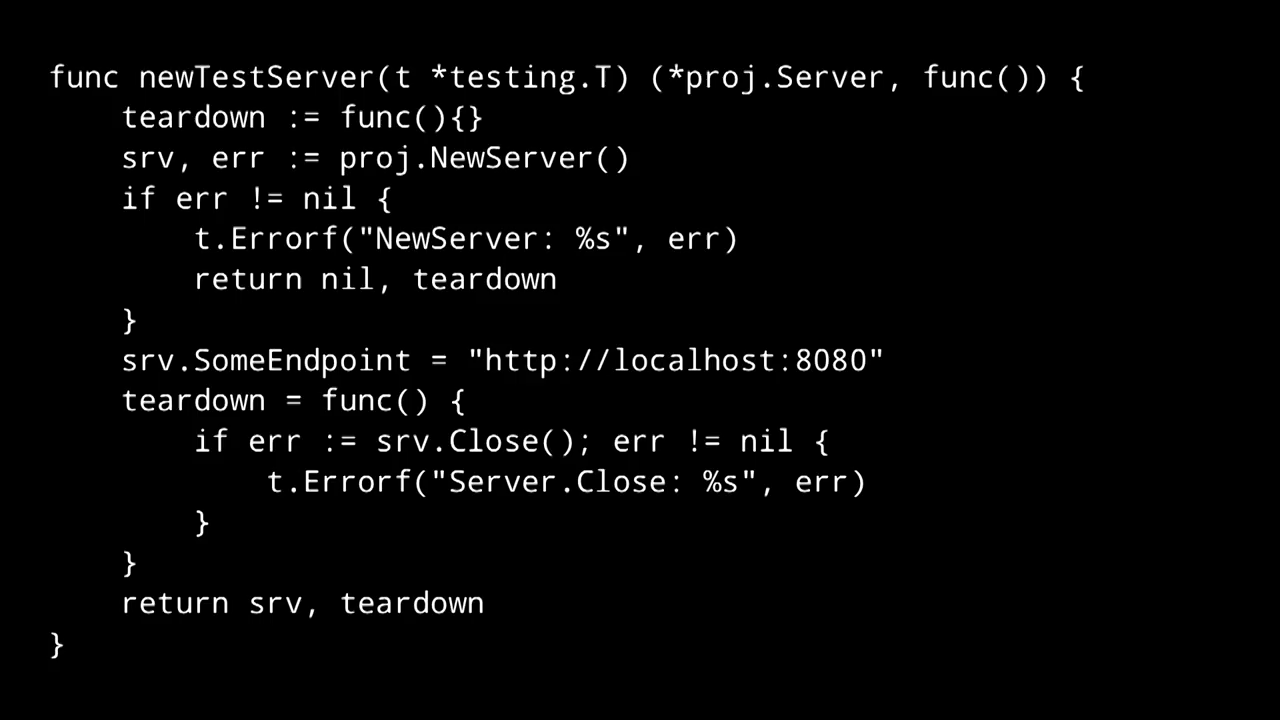 func newTestServer(t *testing.T) (*proj.Server, func()) {
    teardown := func(){}
    srv, err := proj.NewServer()
    if err != nil {
        t.Errorf("NewServer: %s", err)
        return nil, teardown
    }
    srv.SomeEndpoint = "http://localhost:8080"
    teardown = func() {
        if err := srv.Close(); err != nil {
            t.Errorf("Server.Close: %s", err)
        }
    }
    return srv, teardown
}